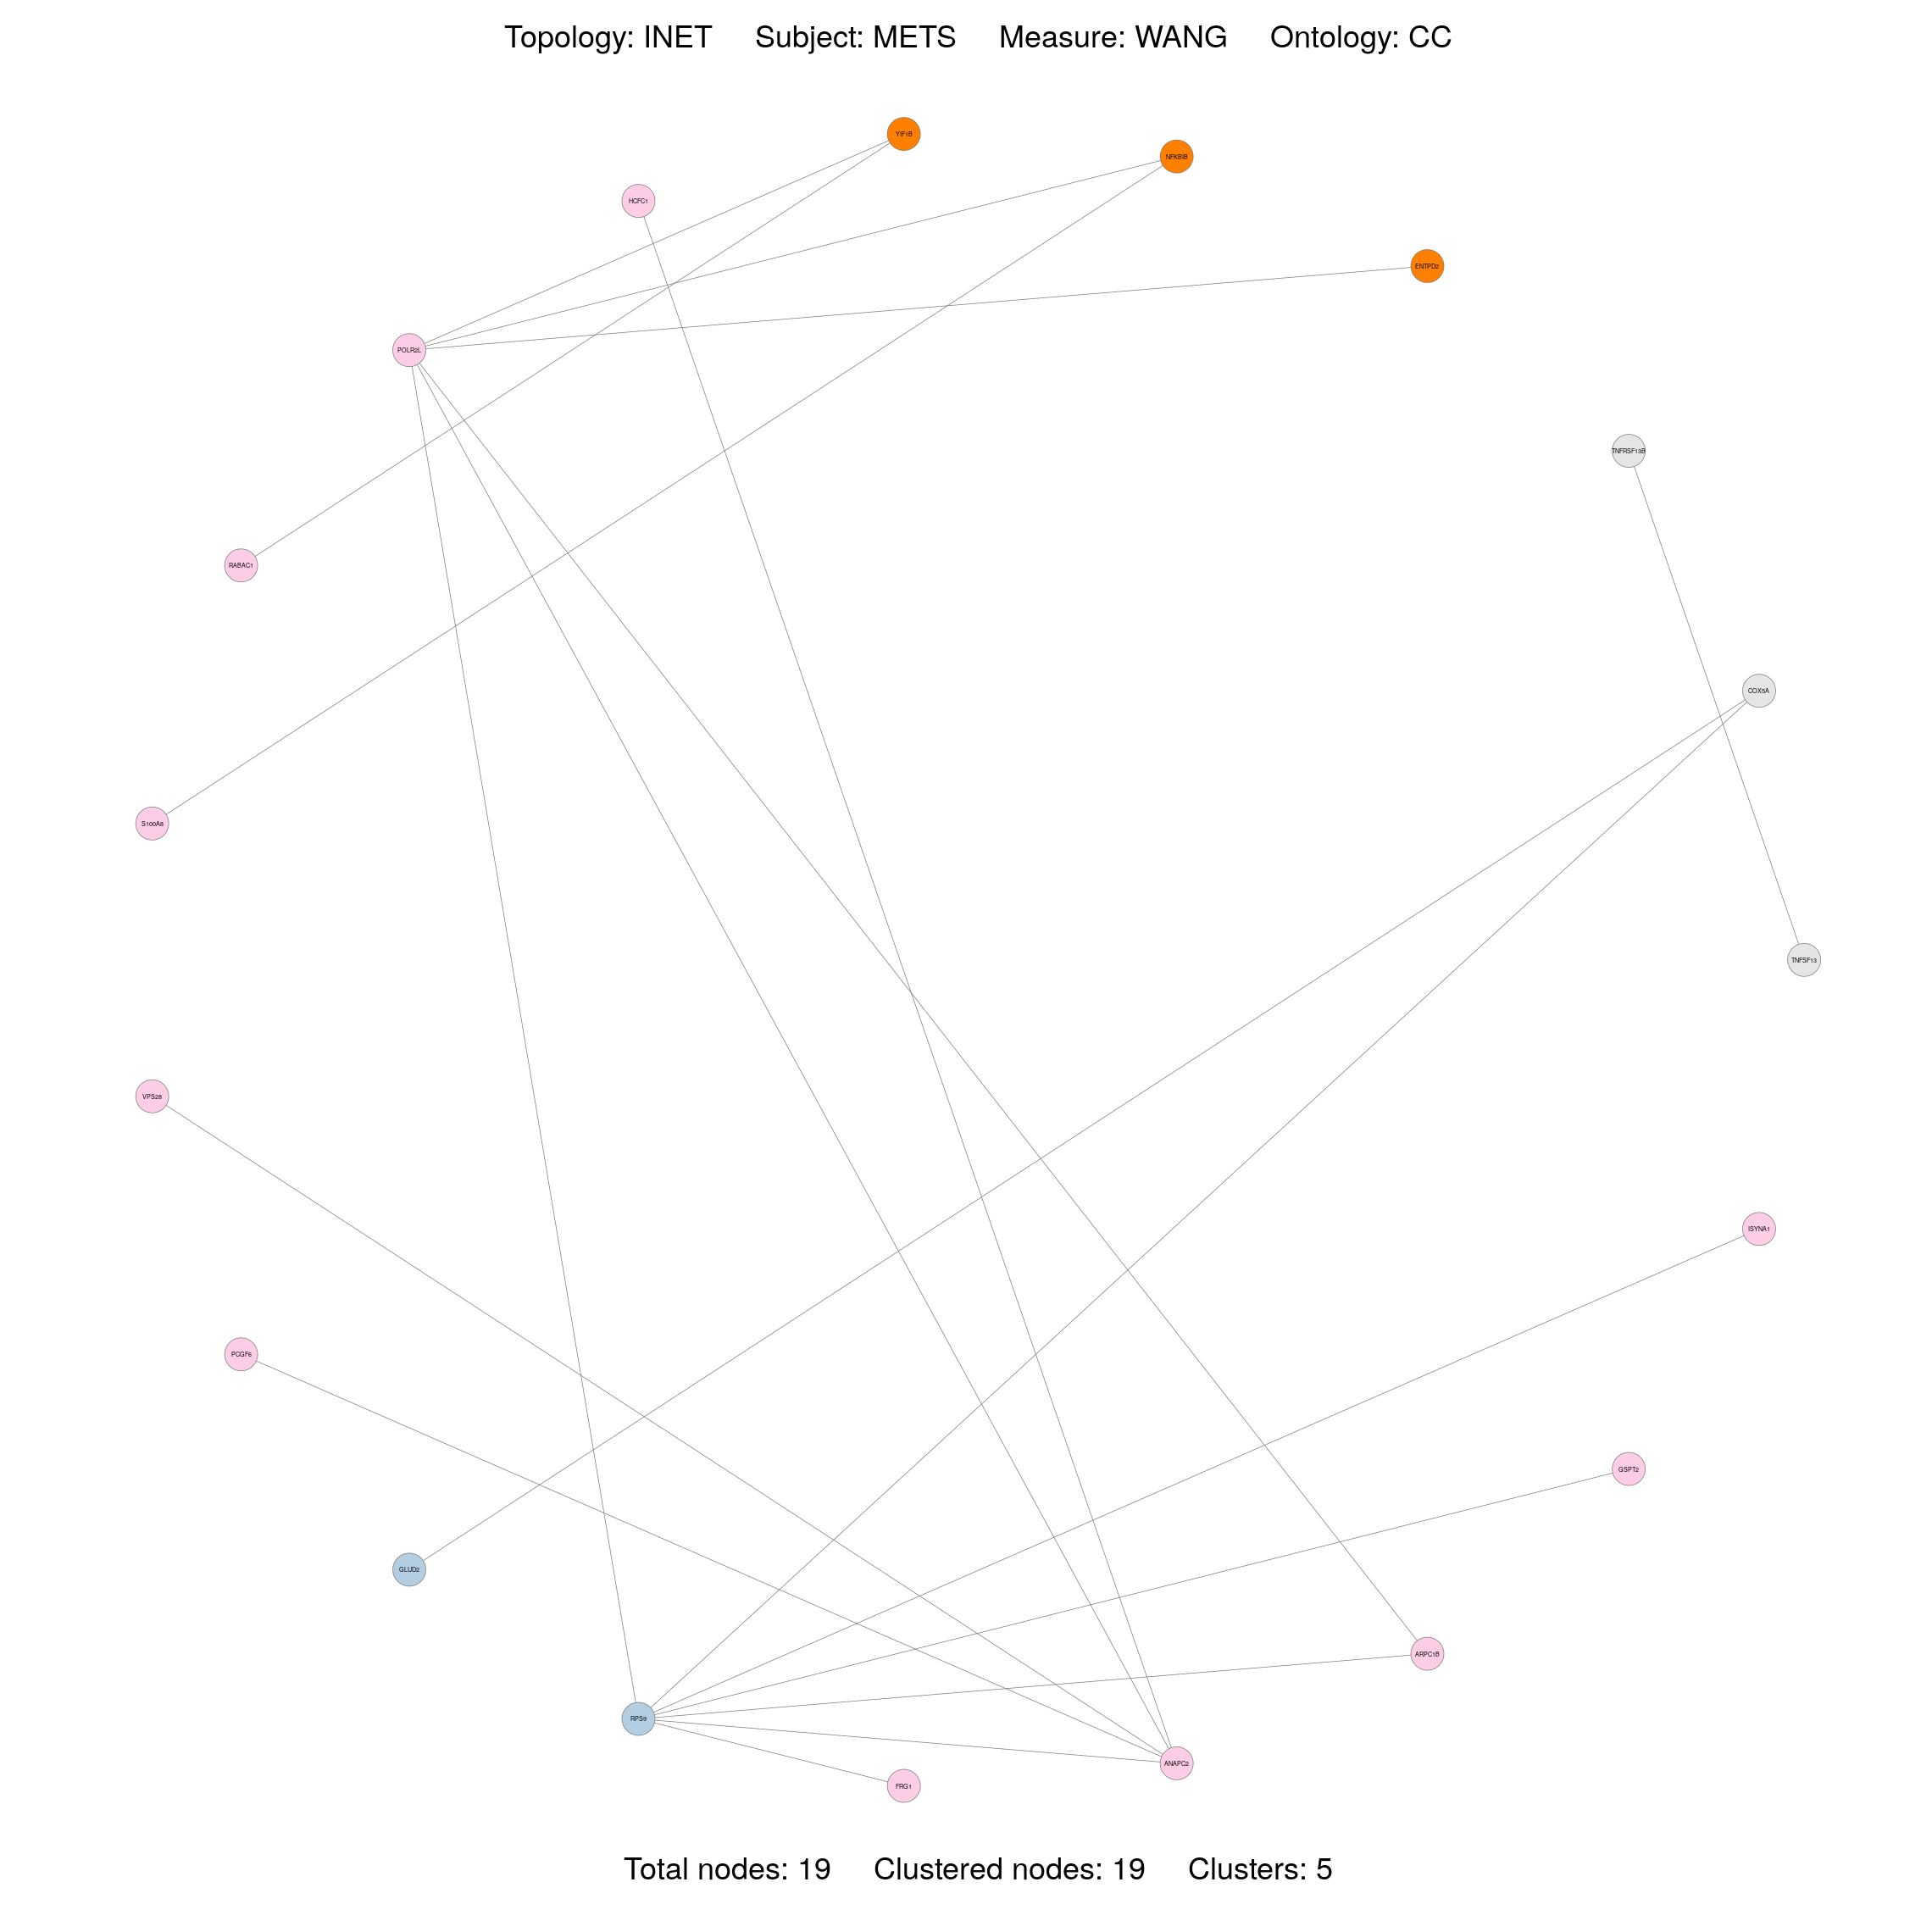 Topology: INET Subject: METS Measure: WANG Ontology: CC
YIF1B
NFKBIB
HCFC1
ENTPD2
POLR2L
TNFRSF13B
RABAC1
COX5A
TNFSF13
VPS28
ISYNA1
PCGF6
GSPT2
GLUD2
ARPC1B
RPS9
ANAPC2
FRG1
Total nodes: 19 Clustered nodes: 19 Clusters: 5